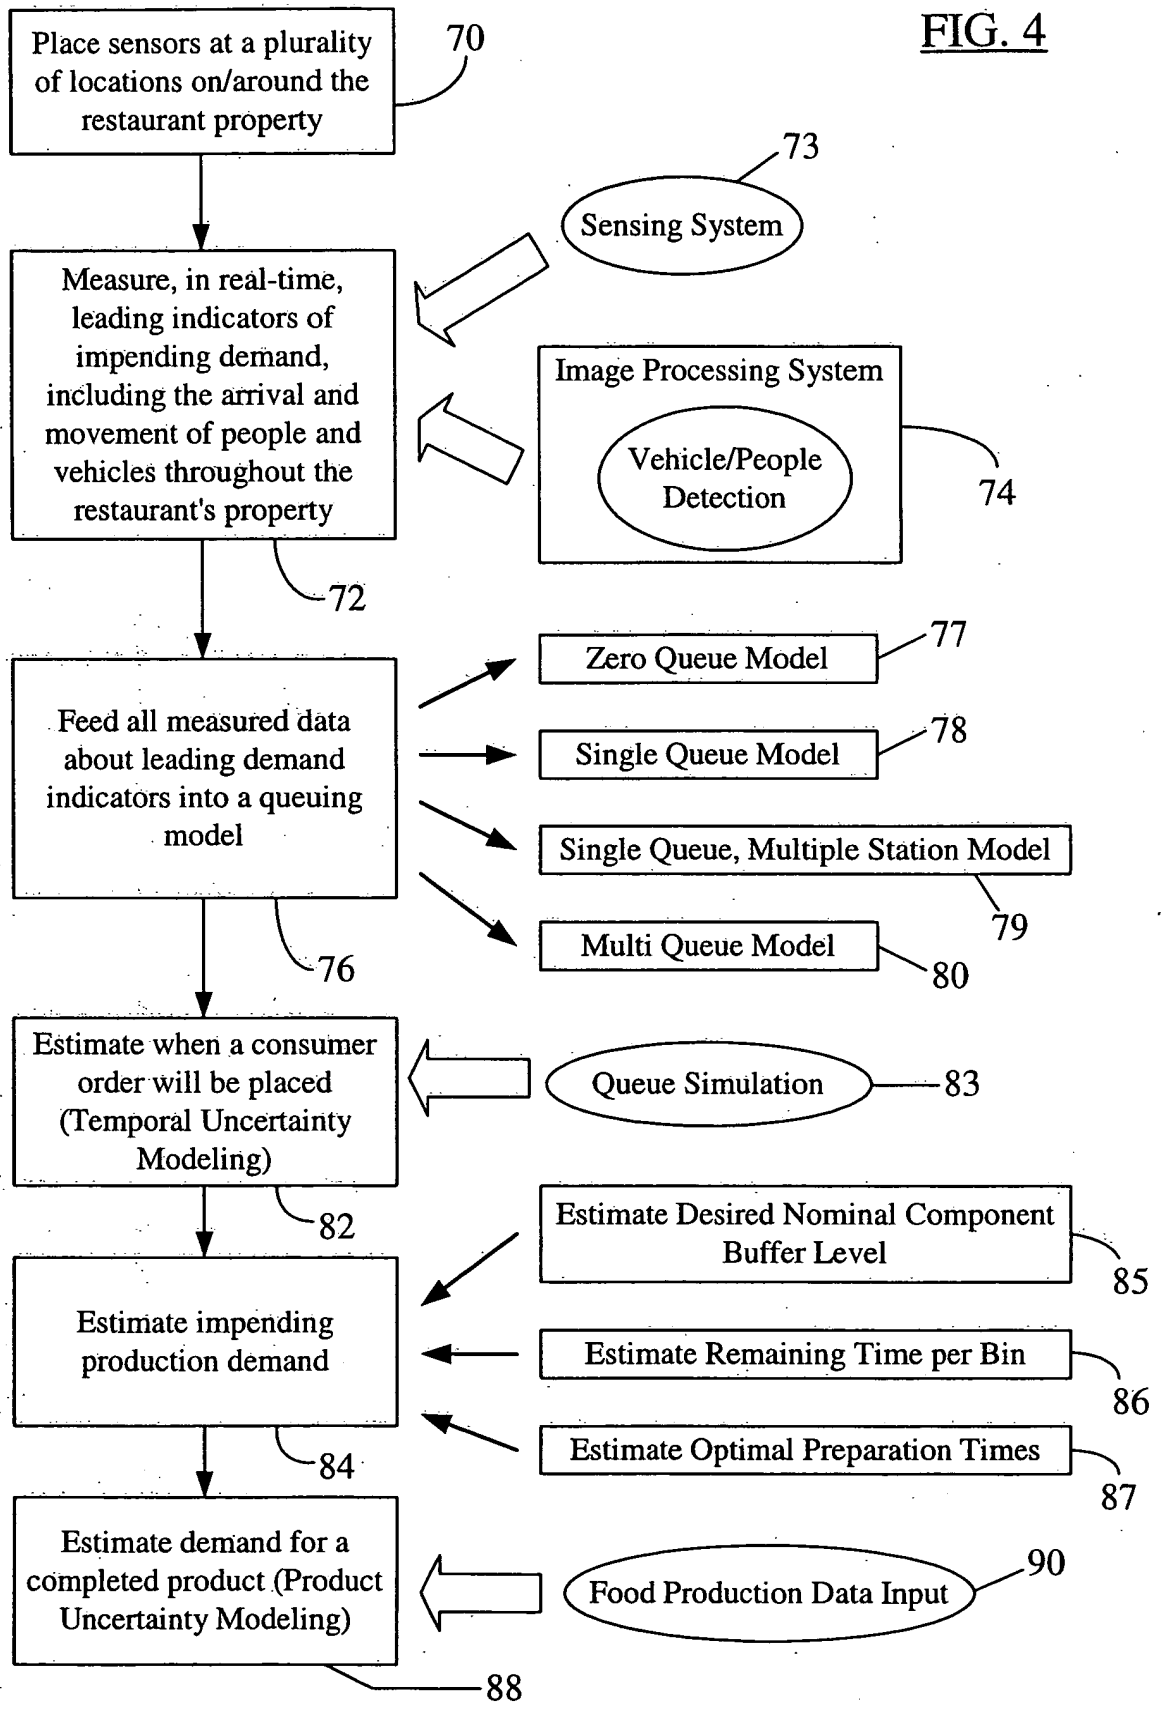 FIG. 4
Place sensors at a plurality
of locations on/around the
restaurant property
70
73
Sensing System
Measure, in real-time,
leading indicators of
impending demand,
including the arrival and
movement of people and
vehicles throughout the
restaurant's property
72
Image Processing System
Vehicle/People
Detection
74
Feed all measured data
about leading demand
indicators into a queuing
model
76
Zero Queue Model
77
Single Queue Model
78
Single Queue, Multiple Station Model
79
Multi Queue Model
80
Estimate when a consumer
order will be placed
(Temporal Uncertainty
Modeling)
82
Queue Simulation
83
Estimate impending
production demand
84
Estimate Desired Nominal Component
Buffer Level
85
Estimate Remaining Time per Bin
86
Estimate Optimal Preparation Times
87
Estimate demand for a
completed product (Product
Uncertainty Modeling)
88
Food Production Data Input
90